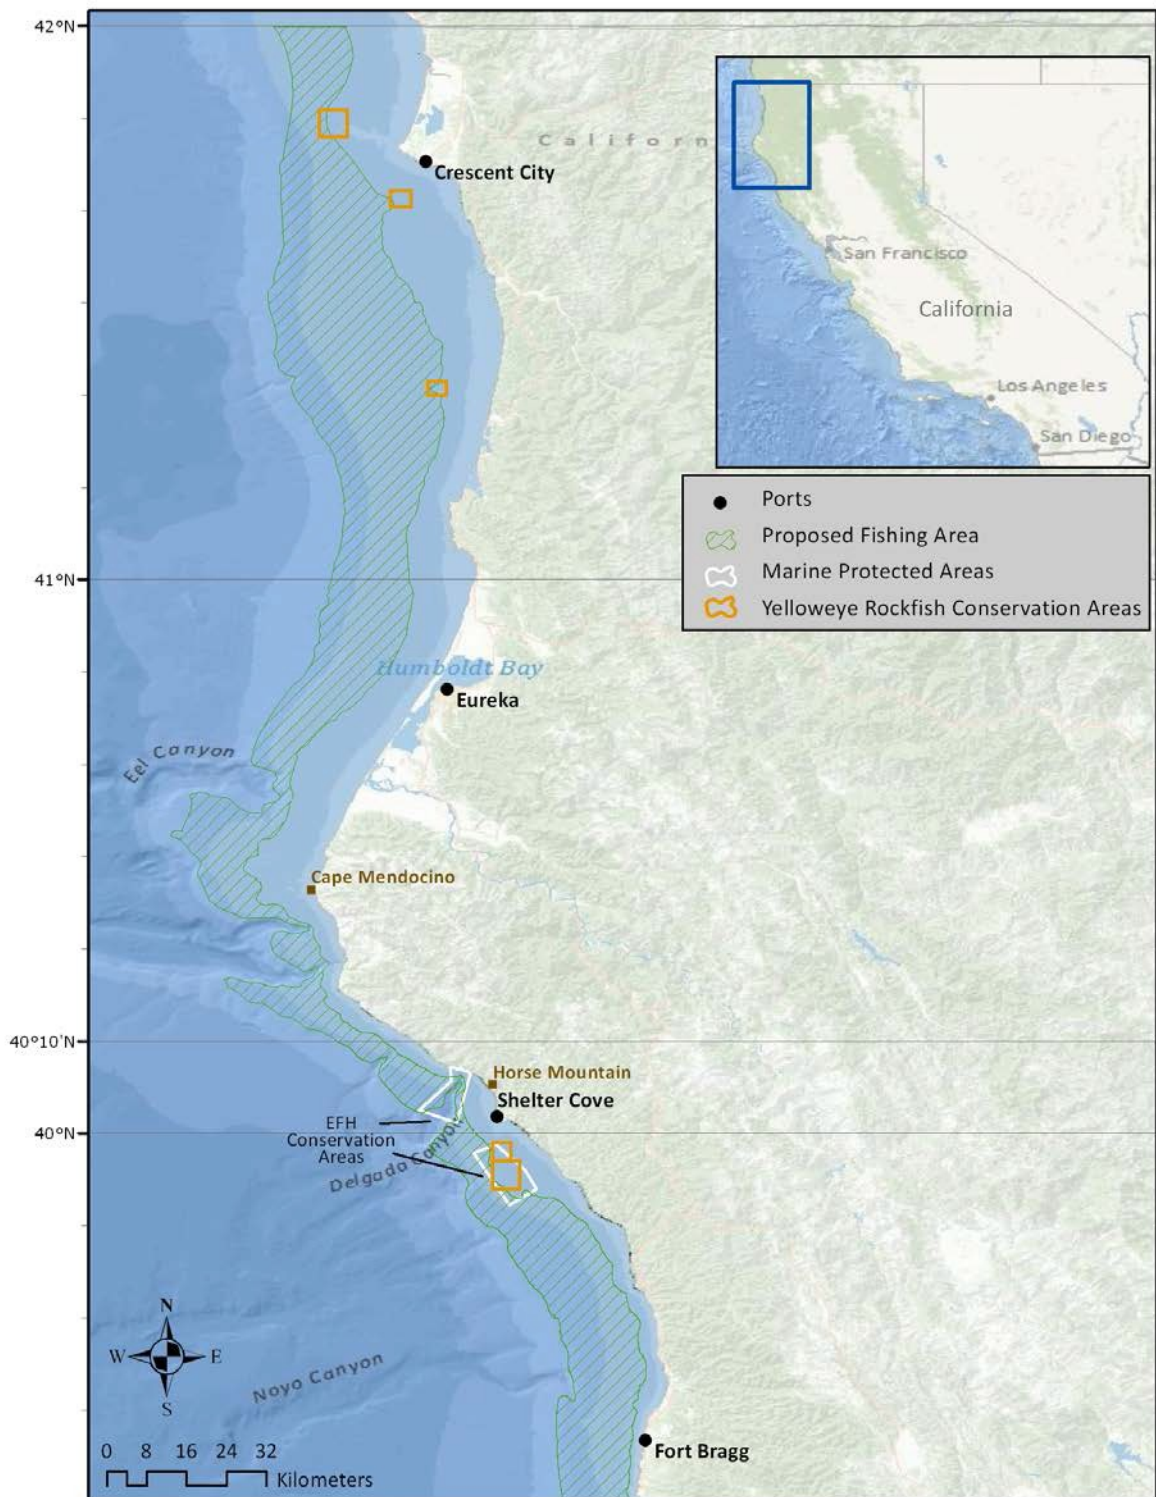 42°N
Crescent City
Californ
San Francisco
California
Los Angeles
San Diego
Ports
Proposed Fishing Area
Marine Protected Areas
Yelloweye Rockfish Conservation Areas
41°N
Humboldt Bay
Eureka
Eel Canyon
Cape Mendocino
40°10'N
Horse Mountain
Shelter Cove
EFH
Conservation
Areas
40°N
Delgada Canyon
N
W
E
S
Noyo Canyon
Fort Bragg
0 8 16 24 32
Kilometers